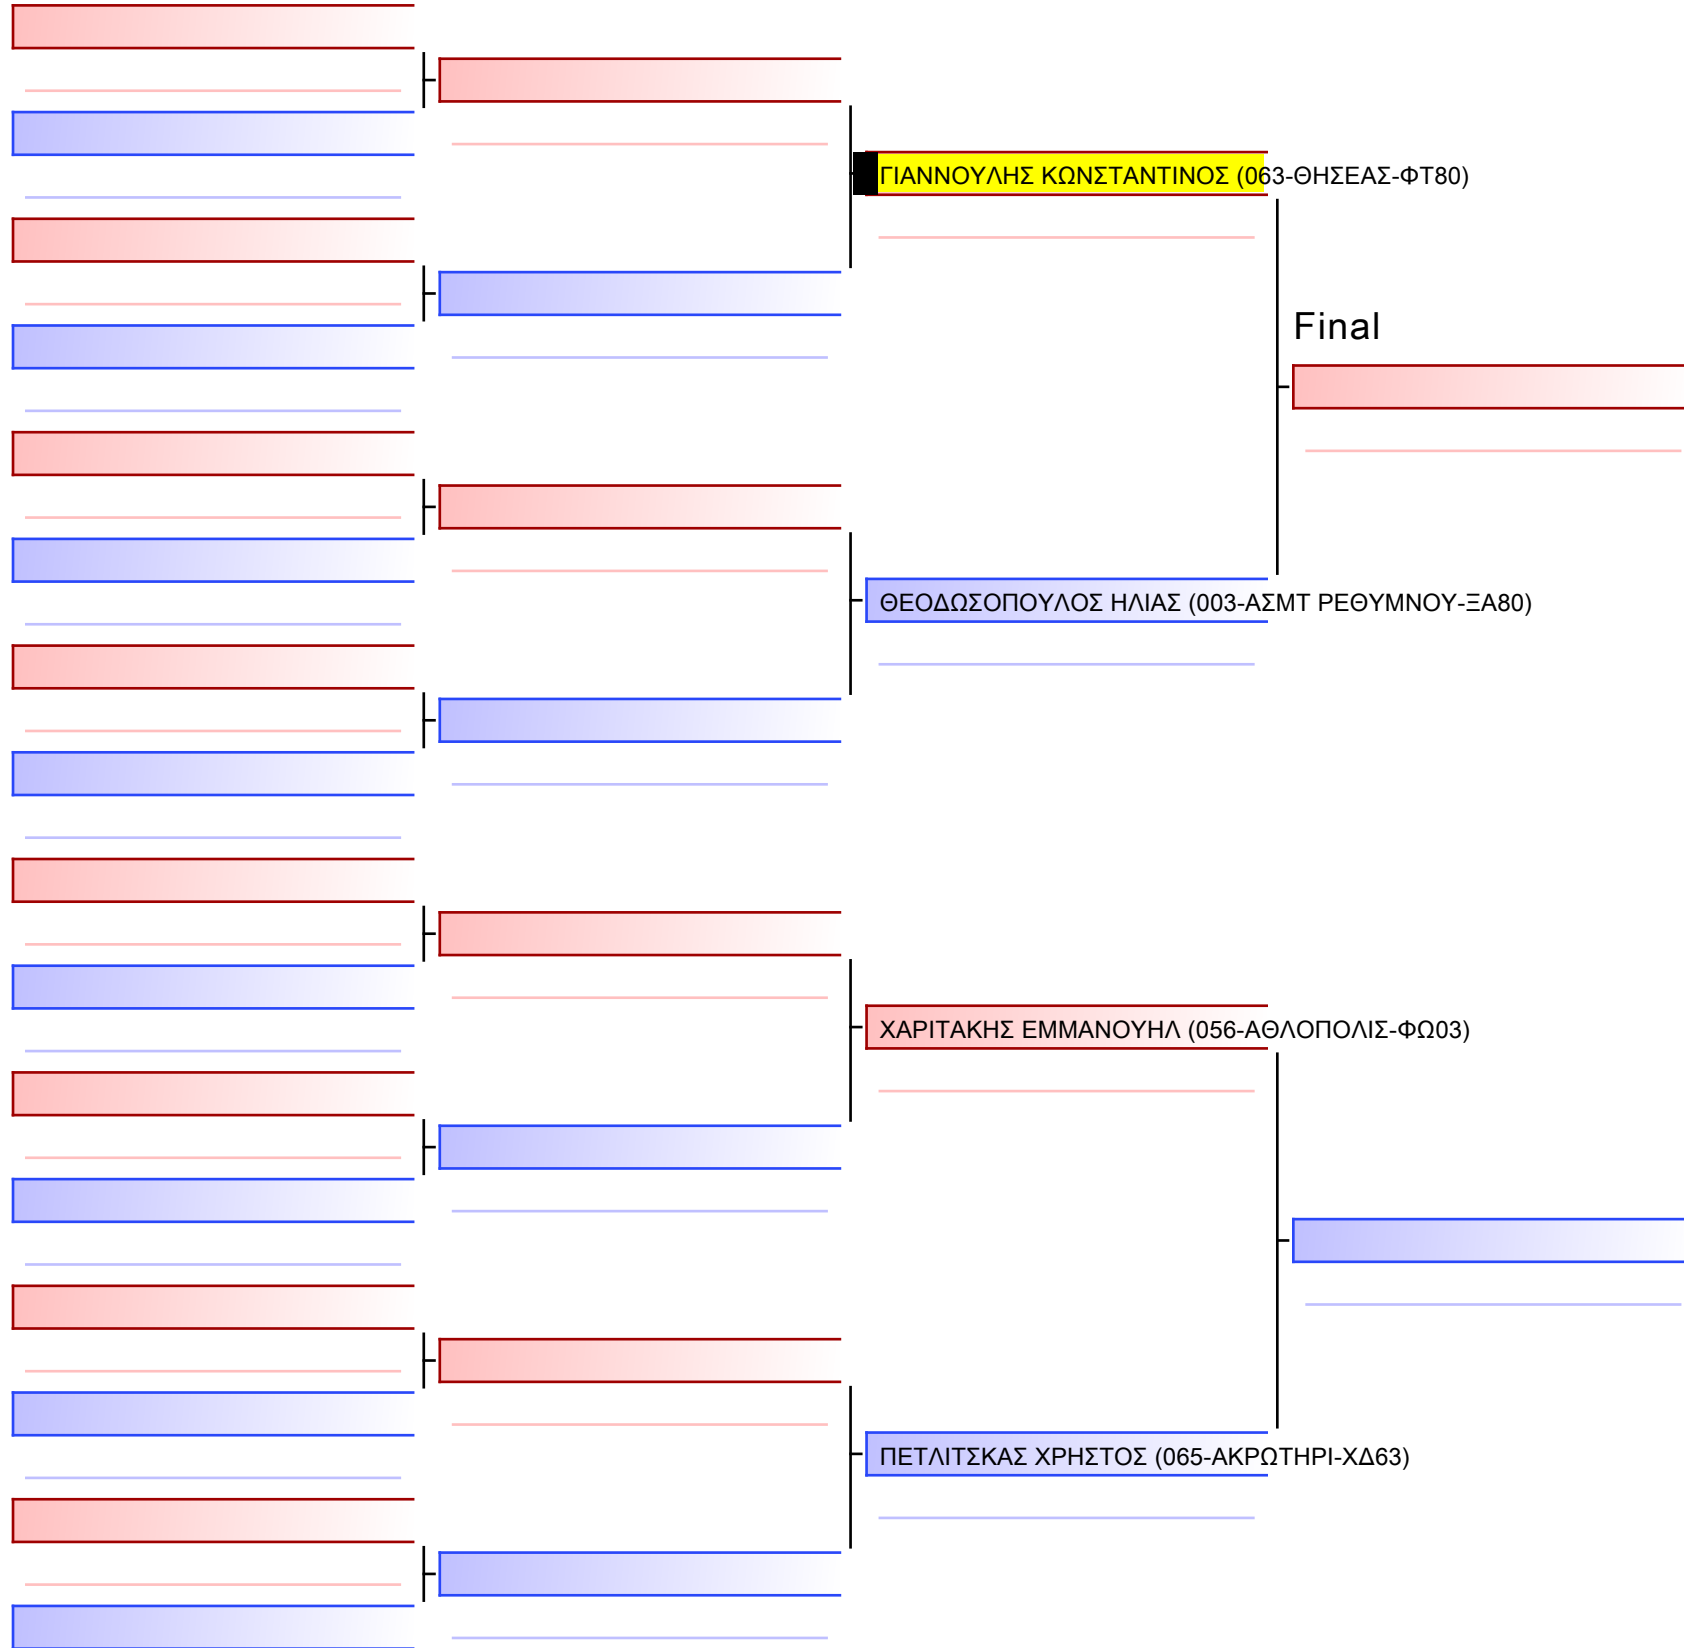 ΓΙΑΝΝΟΥΛΗΣ ΚΩΝΣΤΑΝΤΙΝΟΣ (063-ΘΗΣΕΑΣ-ΦΤ80)
Final
ΘΕΟΔΩΣΟΠΟΥΛΟΣ ΗΛΙΑΣ (003-ΑΣΜΤ ΡΕΘΥΜΝΟΥ-ΞΑ80)
ΧΑΡΙΤΑΚΗΣ ΕΜΜΑΝΟΥΗΛ (056-ΑΘΛΟΠΟΛΙΣ-ΦΩ03)
ΠΕΤΛΙΤΣΚΑΣ ΧΡΗΣΤΟΣ (065-ΑΚΡΩΤΗΡΙ-ΧΔ63)